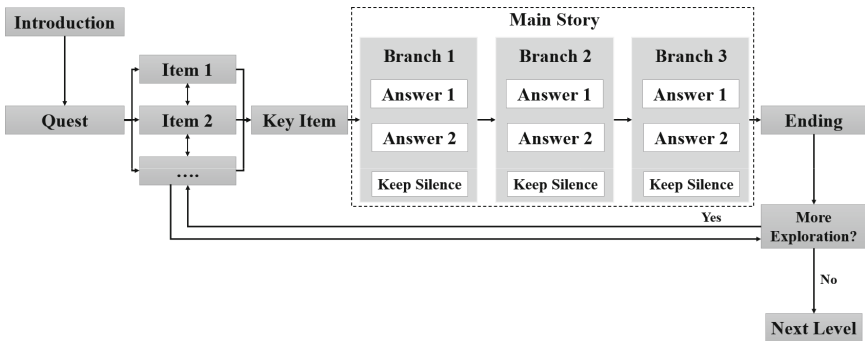 Introduction
Quest
Item 1
Item 2
....
Key Item
Main Story
Branch 1
Answer 1
Answer 2
Keep Silence
Branch 2
Answer 1
Answer 2
Keep Silence
Branch 3
Answer 1
Answer 2
Keep Silence
Ending
More
Exploration?
Yes
No
Next Level